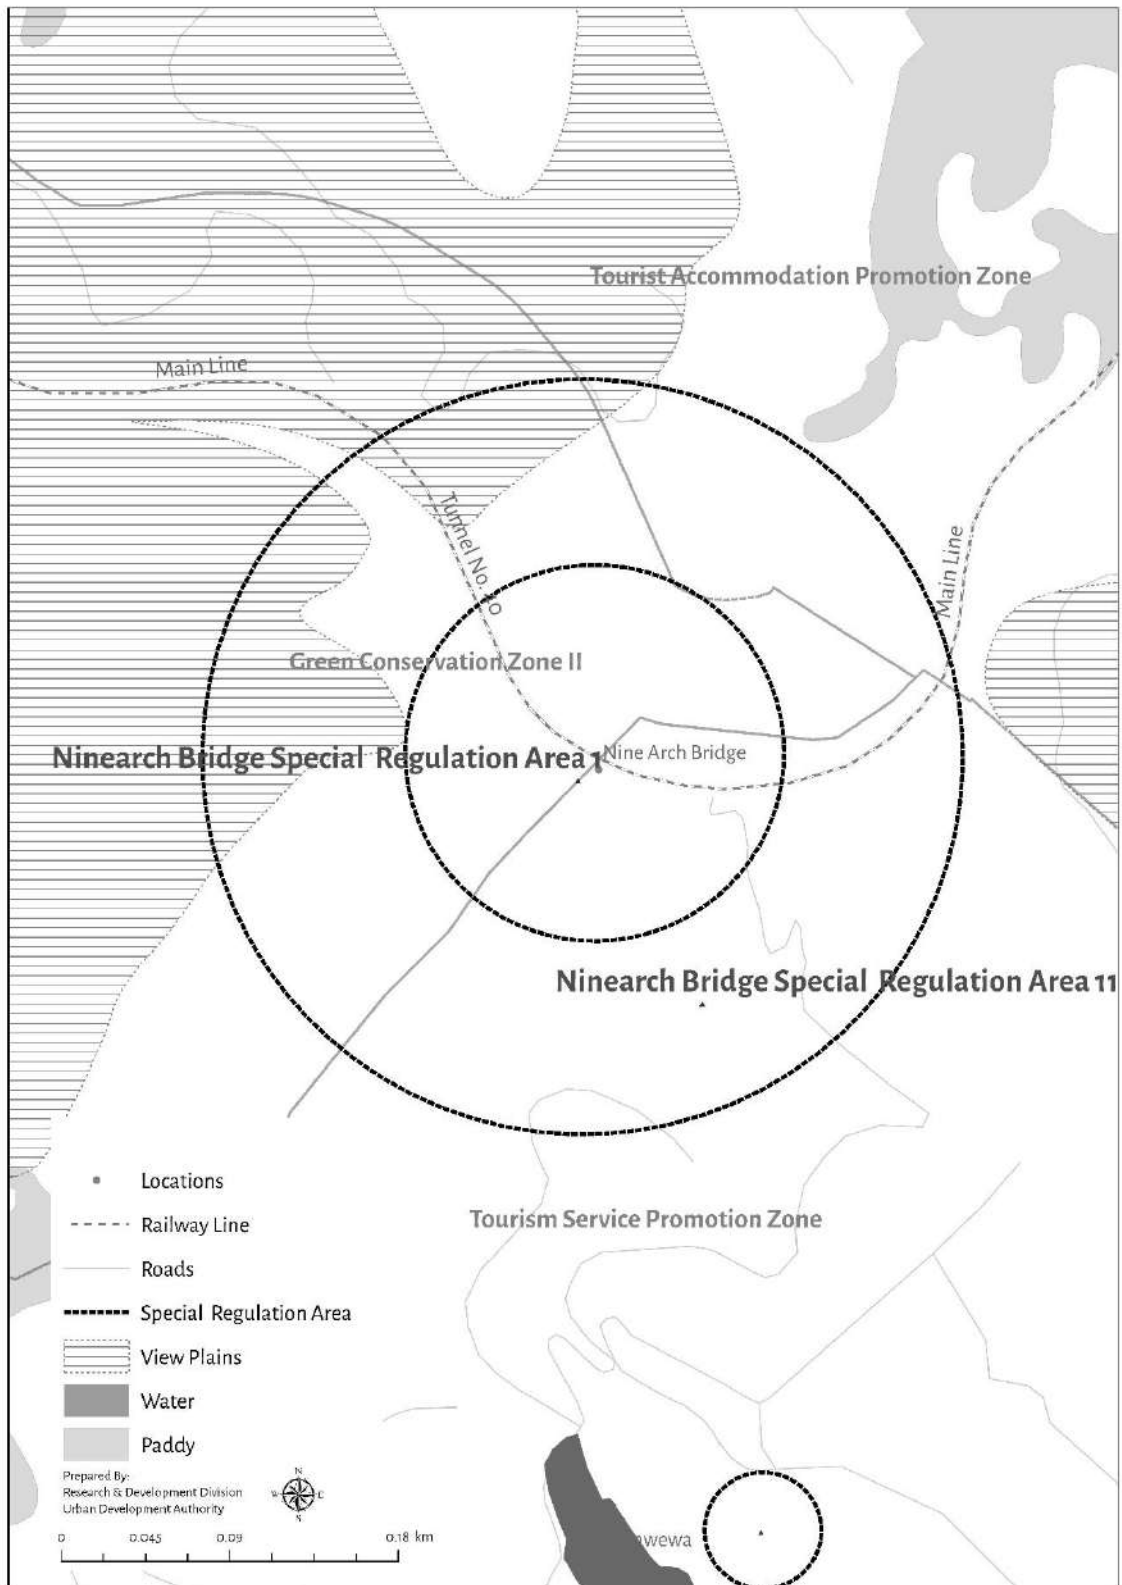 Tourist Accommodation Promotion Zone
Main Line
Tunnel No. 20
Main Line
Green Conservation Zone II
Ninearch Bridge Special Regulation Area 1
Nine Arch Bridge
Ninearch Bridge Special Regulation Area 11
Tourism Service Promotion Zone
Locations
Railway Line
Roads
Special Regulation Area
View Plains
Water
Paddy
Prepared By:
Research & Development Division
Urban Development Authority
N
W E
S
0 0.045 0.09 0.18 km
wewa